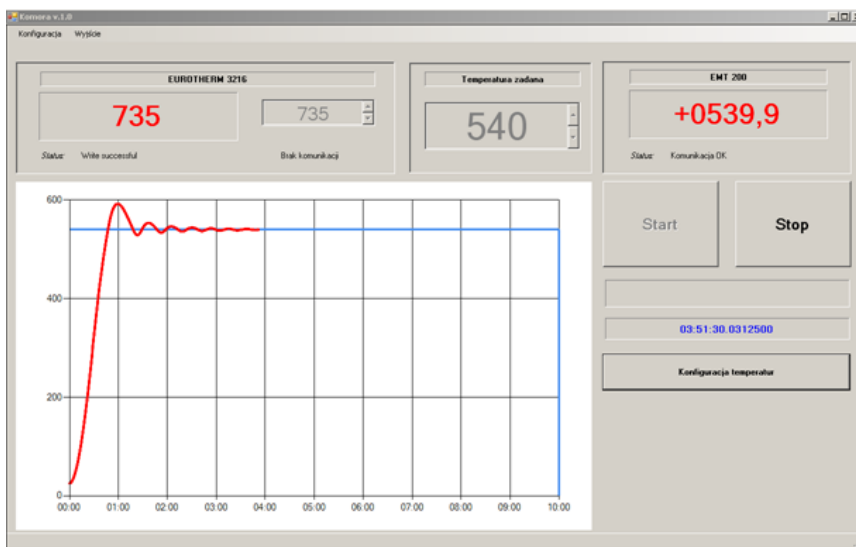 Komora v.1.0
Konfiguracja Wyjście
EUROTHERM 3216
735
735
Status: Write successful
Brak komunikacji
Temperatura zadana
540
EMT 200
+0539,9
Status: Komunikacja OK
Start
Stop
03:51:30.0312500
Konfiguracja temperatur
600
400
200
0
00:00 01:00 02:00 03:00 04:00 05:00 06:00 07:00 08:00 09:00 10:00